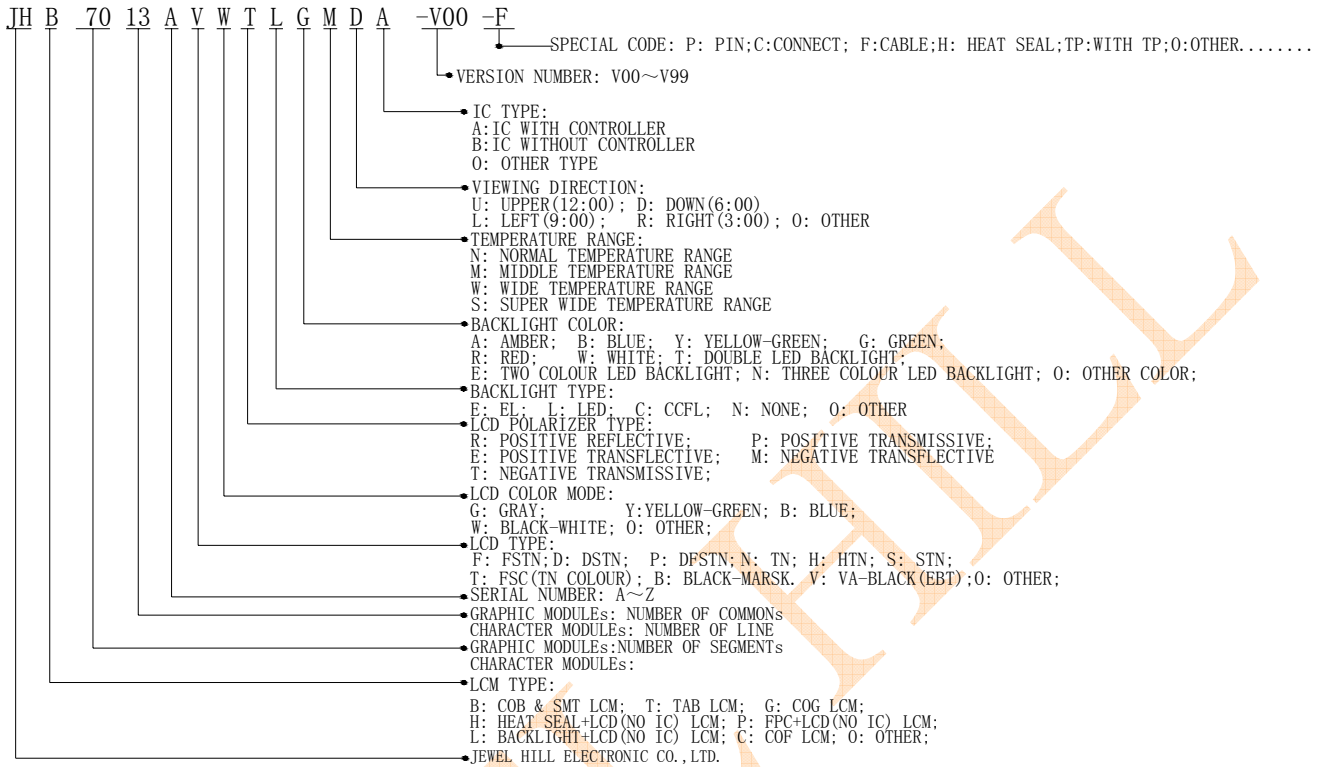 JH B 70 13 A V W T L G M D A -V00 -F
SPECIAL CODE: P: PIN;C:CONNECT; F:CABLE;H: HEAT SEAL;TP:WITH TP;O:OTHER........
VERSION NUMBER: V00～V99
IC TYPE:
A:IC WITH CONTROLLER
B:IC WITHOUT CONTROLLER
O: OTHER TYPE
VIEWING DIRECTION:
U: UPPER(12:00); D: DOWN(6:00)
L: LEFT(9:00); R: RIGHT(3:00); O: OTHER
TEMPERATURE RANGE:
N: NORMAL TEMPERATURE RANGE
M: MIDDLE TEMPERATURE RANGE
W: WIDE TEMPERATURE RANGE
S: SUPER WIDE TEMPERATURE RANGE
BACKLIGHT COLOR:
A: AMBER; B: BLUE; Y: YELLOW-GREEN; G: GREEN;
R: RED; W: WHITE; T: DOUBLE LED BACKLIGHT;
E: TWO COLOUR LED BACKLIGHT; N: THREE COLOUR LED BACKLIGHT; O: OTHER COLOR;
BACKLIGHT TYPE:
E: EL; L: LED; C: CCFL; N: NONE; O: OTHER
LCD POLARIZER TYPE:
R: POSITIVE REFLECTIVE; P: POSITIVE TRANSMISSIVE;
E: POSITIVE TRANSFLECTIVE; M: NEGATIVE TRANSFLECTIVE
T: NEGATIVE TRANSMISSIVE;
LCD COLOR MODE:
G: GRAY; Y:YELLOW-GREEN; B: BLUE;
W: BLACK-WHITE; O: OTHER;
LCD TYPE:
F: FSTN;D: DSTN; P: DFSTN;N: TN; H: HTN; S: STN;
T: FSC(TN COLOUR); B: BLACK-MARSK. V: VA-BLACK(EBT);O: OTHER;
SERIAL NUMBER: A～Z
GRAPHIC MODULEs: NUMBER OF COMMONs
CHARACTER MODULEs: NUMBER OF LINE
GRAPHIC MODULEs:NUMBER OF SEGMENTs
CHARACTER MODULEs:
LCM TYPE:
B: COB & SMT LCM; T: TAB LCM; G: COG LCM;
H: HEAT SEAL+LCD(NO IC) LCM; P: FPC+LCD(NO IC) LCM;
L: BACKLIGHT+LCD(NO IC) LCM; C: COF LCM; O: OTHER;
JEWEL HILL ELECTRONIC CO.,LTD.
HILL